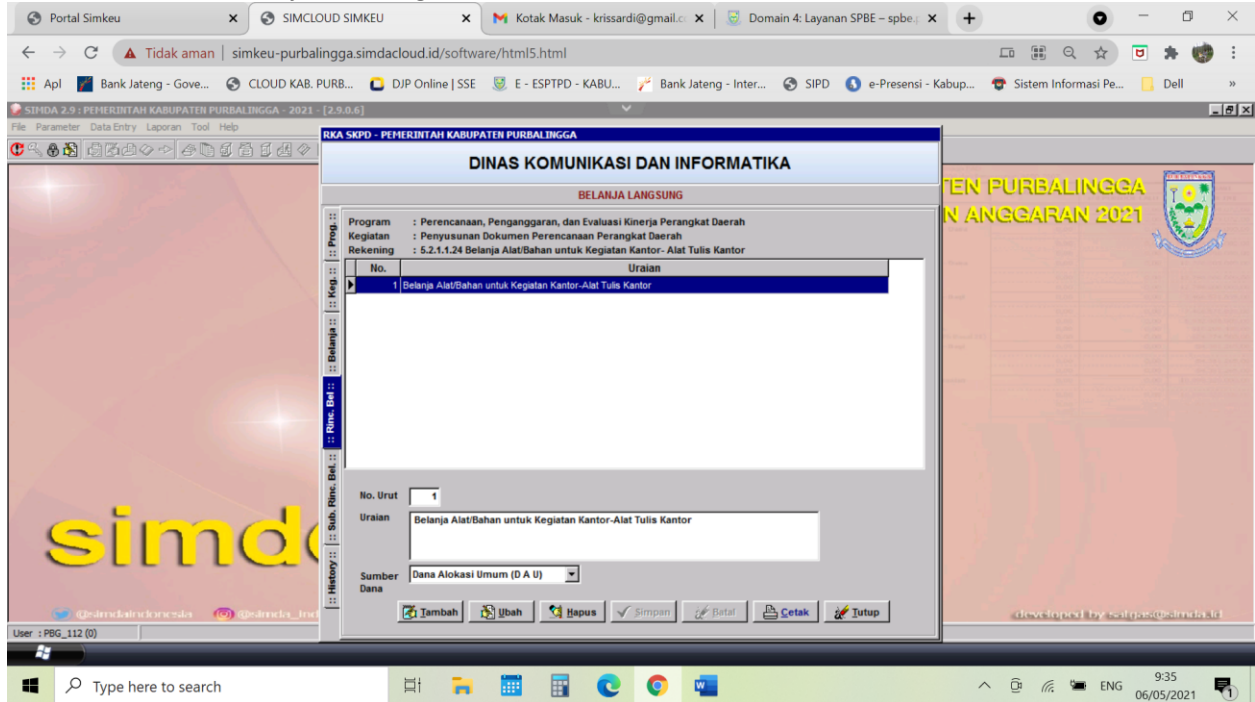 Portal Simkeu
SIMCLOUD SIMKEU
Kotak Masuk - krissardi@gmail.c
Domain 4: Layanan SPBE – spbe.p
Tidak aman | simkeu-purbalingga.simdacloud.id/software/html5.html
Apl
Bank Jateng - Gove...
CLOUD KAB. PURB...
DJP Online | SSE
E - ESPTPD - KABU...
Bank Jateng - Inter...
SIPD
e-Presensi - Kabup...
Sistem Informasi Pe...
Dell
»
SIMDA 2.9 : PEMERINTAH KABUPATEN PURBALINGGA - 2021 - [2.9.0.6]
File Parameter Data Entry Laporan Tool Help
RKA SKPD - PEMERINTAH KABUPATEN PURBALINGGA
DINAS KOMUNIKASI DAN INFORMATIKA
BELANJA LANGSUNG
TEN PURBALINGGA
N ANGGARAN 2021
:: Prog. ::
:: Keg. ::
:: Belanja ::
:: Rinc. Bel ::
:: Sub. Rinc. Bel. ::
:: History ::
Program : Perencanaan, Penganggaran, dan Evaluasi Kinerja Perangkat Daerah
Kegiatan : Penyusunan Dokumen Perencanaan Perangkat Daerah
Rekening : 5.2.1.1.24 Belanja Alat/Bahan untuk Kegiatan Kantor- Alat Tulis Kantor
No. Uraian
1 Belanja Alat/Bahan untuk Kegiatan Kantor-Alat Tulis Kantor
No. Urut 1
Uraian Belanja Alat/Bahan untuk Kegiatan Kantor-Alat Tulis Kantor
Sumber Dana Dana Alokasi Umum (D A U)
Tambah Ubah Hapus Simpan Batal Cetak Tutup
simd
@simdaindonesia @simda_ind
developed by satgas@simda.id
User : PBG_112 (0)
Type here to search
ENG
9:35
06/05/2021
1